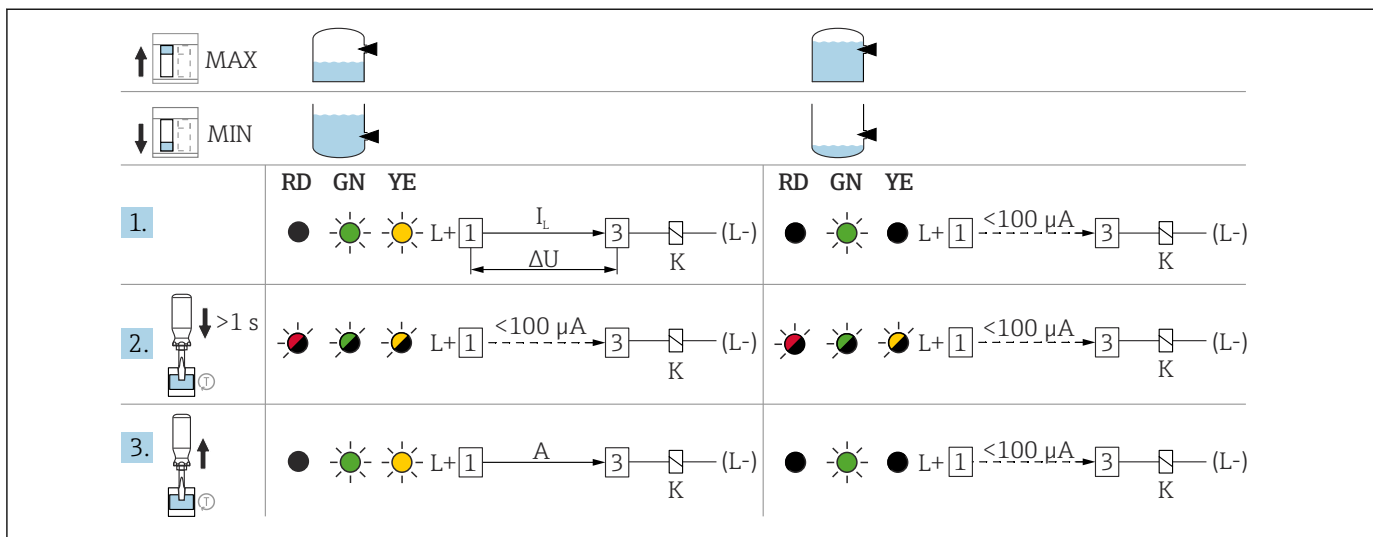 MAX
MIN
RD GN YE RD GN YE
1. L+ 1 I_L 3 (L-) L+ 1 <100 µA 3 (L-)
ΔU K K
2. >1 s L+ 1 <100 µA 3 (L-) L+ 1 <100 µA 3 (L-)
T K K
3. L+ 1 A 3 (L-) L+ 1 <100 µA 3 (L-)
T K K